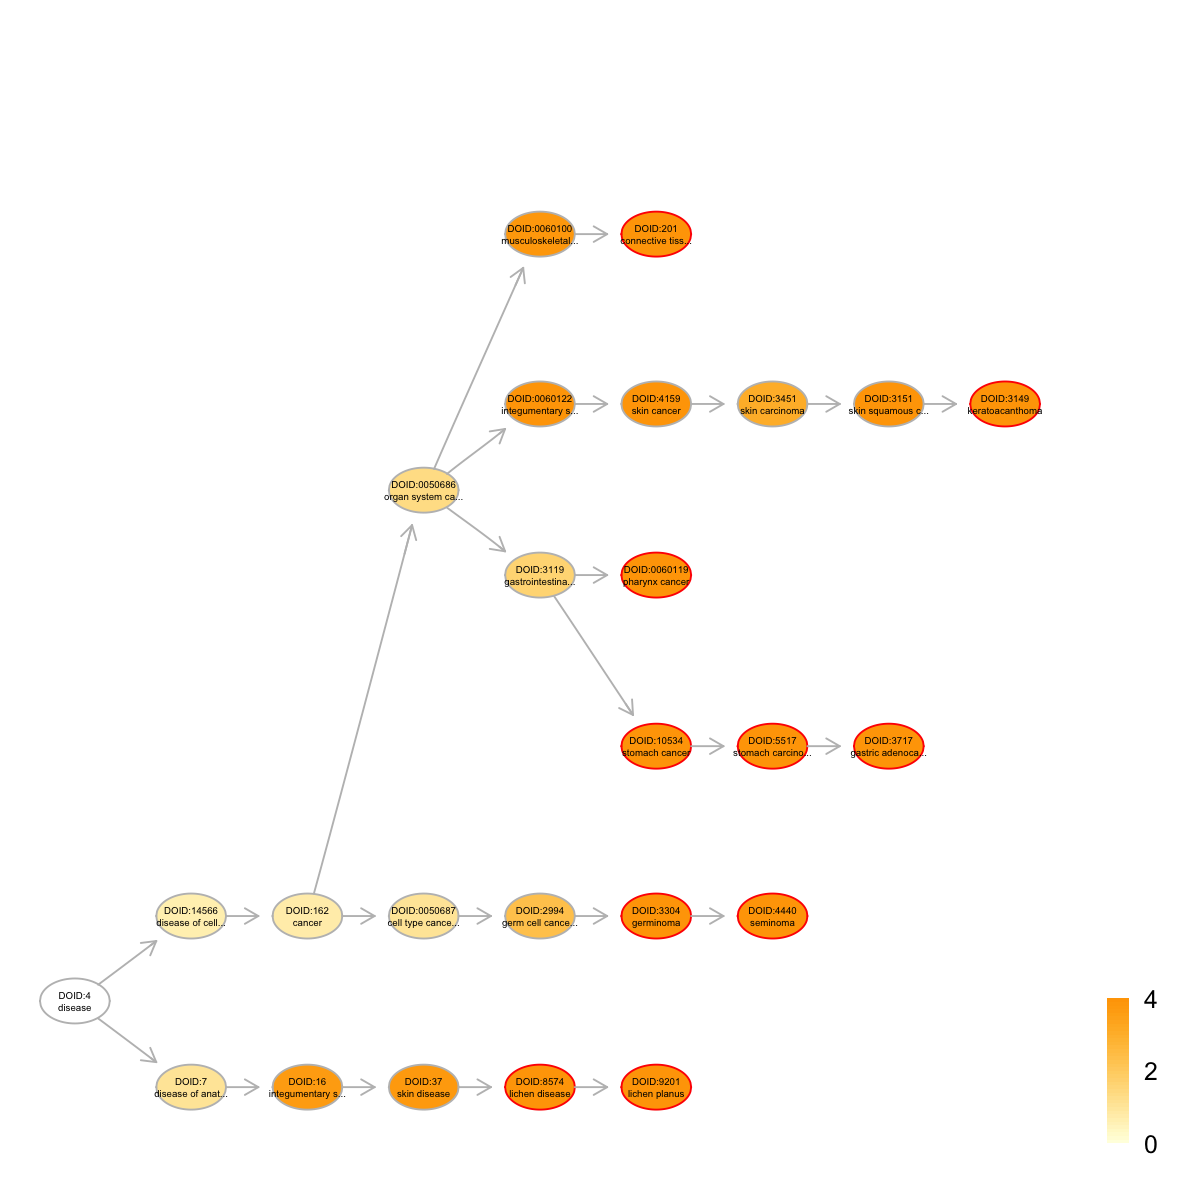 DOID:0060100
musculoskeletal...
DOID:201
connective tiss...
DOID:0060122
integumentary s...
DOID:4159
skin cancer
DOID:3451
skin carcinoma
DOID:3151
skin squamous c...
DOID:3149
keratoacanthoma
DOID:0050686
organ system ca...
DOID:3119
gastrointestina...
DOID:0060119
pharynx cancer
DOID:10534
stomach cancer
DOID:5517
stomach carcino...
DOID:3717
gastric adenoca...
DOID:14566
disease of cell...
DOID:162
cancer
DOID:0050687
cell type cance...
DOID:2994
germ cell cance...
DOID:3304
germinoma
DOID:4440
seminoma
DOID:4
disease
DOID:7
disease of anat...
DOID:16
integumentary s...
DOID:37
skin disease
DOID:8574
lichen disease
DOID:9201
lichen planus
4
2
0